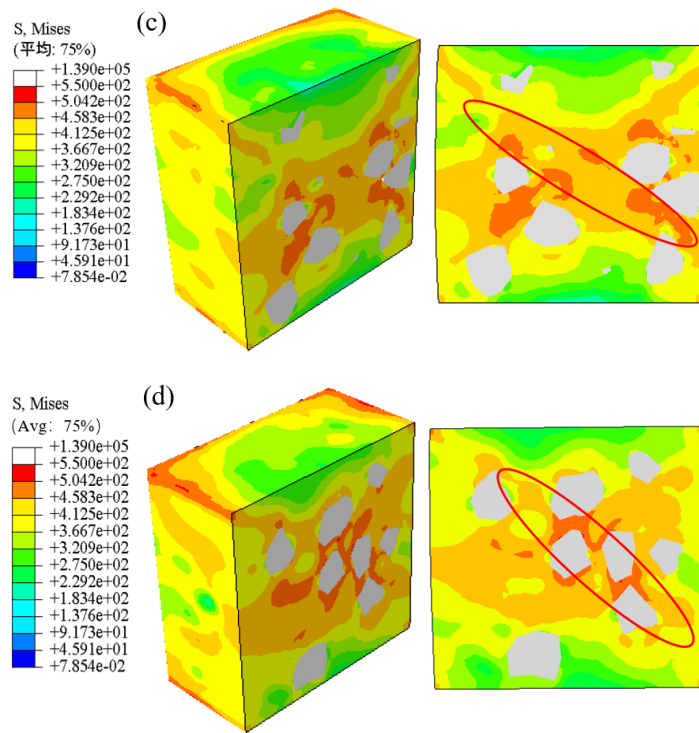 (c)
S, Mises
(平均: 75%)
+1.390e+05
+5.500e+02
+5.042e+02
+4.583e+02
+4.125e+02
+3.667e+02
+3.209e+02
+2.750e+02
+2.292e+02
+1.834e+02
+1.376e+02
+9.173e+01
+4.591e+01
+7.854e-02
(d)
S, Mises
(Avg: 75%)
+1.390e+05
+5.500e+02
+5.042e+02
+4.583e+02
+4.125e+02
+3.667e+02
+3.209e+02
+2.750e+02
+2.292e+02
+1.834e+02
+1.376e+02
+9.173e+01
+4.591e+01
+7.854e-02